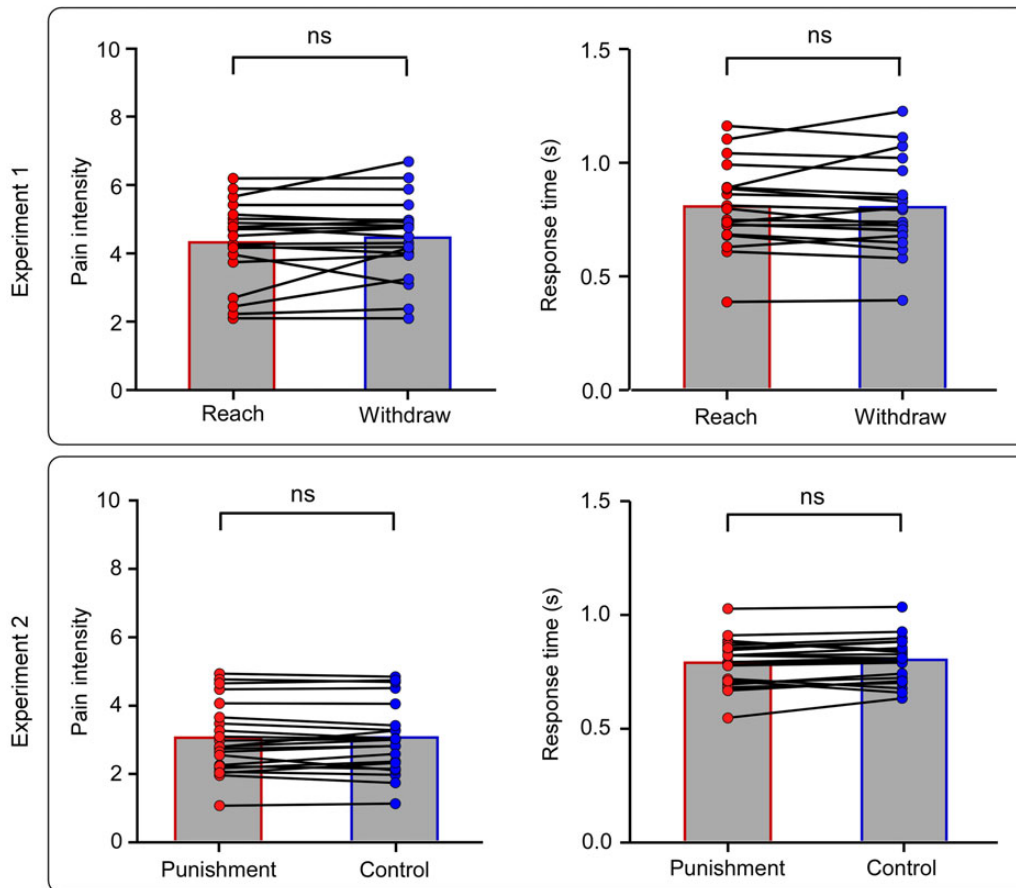 Experiment 1
Pain intensity
10
8
6
4
2
0
ns
Reach
Withdraw
Response time (s)
1.5
1.0
0.5
0.0
ns
Reach
Withdraw
Experiment 2
Pain intensity
10
8
6
4
2
0
ns
Punishment
Control
Response time (s)
1.5
1.0
0.5
0.0
ns
Punishment
Control